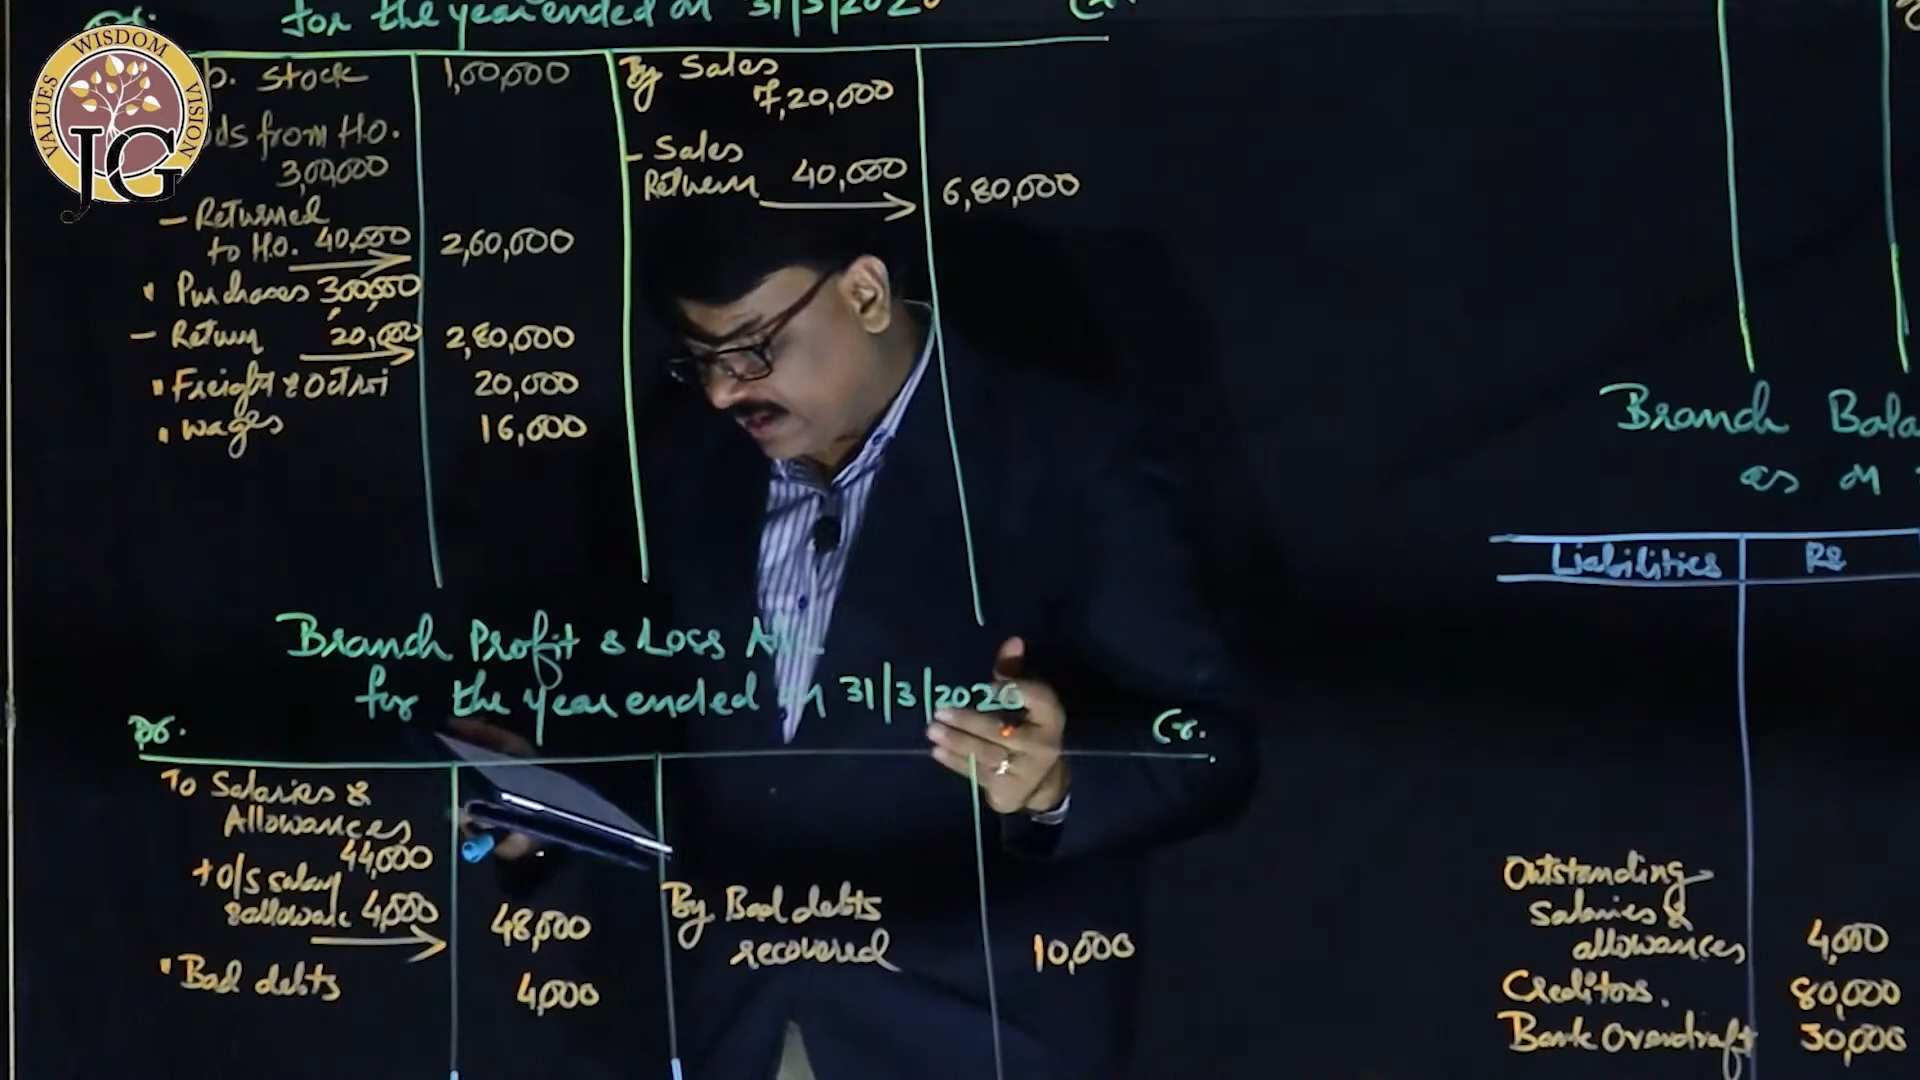 VALUES WISDOM VISION
JG
for the year ended on 31/3/2020
Stock 1,00,000
from H.O.
3,00,000
- Returned
to H.O. 40,000 2,60,000
" Purchases 300,000
- Return 20,000 2,80,000
" Freight & Octroi 20,000
" Wages 16,000
By Sales
7,20,000
- Sales
Return 40,000 6,80,000
Branch Profit & Loss A/c
for the year ended on 31/3/2020
Dr. Cr.
To Salaries &
Allowances
44,000
+ O/S salary
& allowance 4,000 48,000
" Bad debts 4,000
By Bad debts
recovered 10,000
Branch
as on
Liabilities Rs
Outstanding
Salaries &
allowances 4,000
Creditors. 80,000
Bank Overdraft 30,000